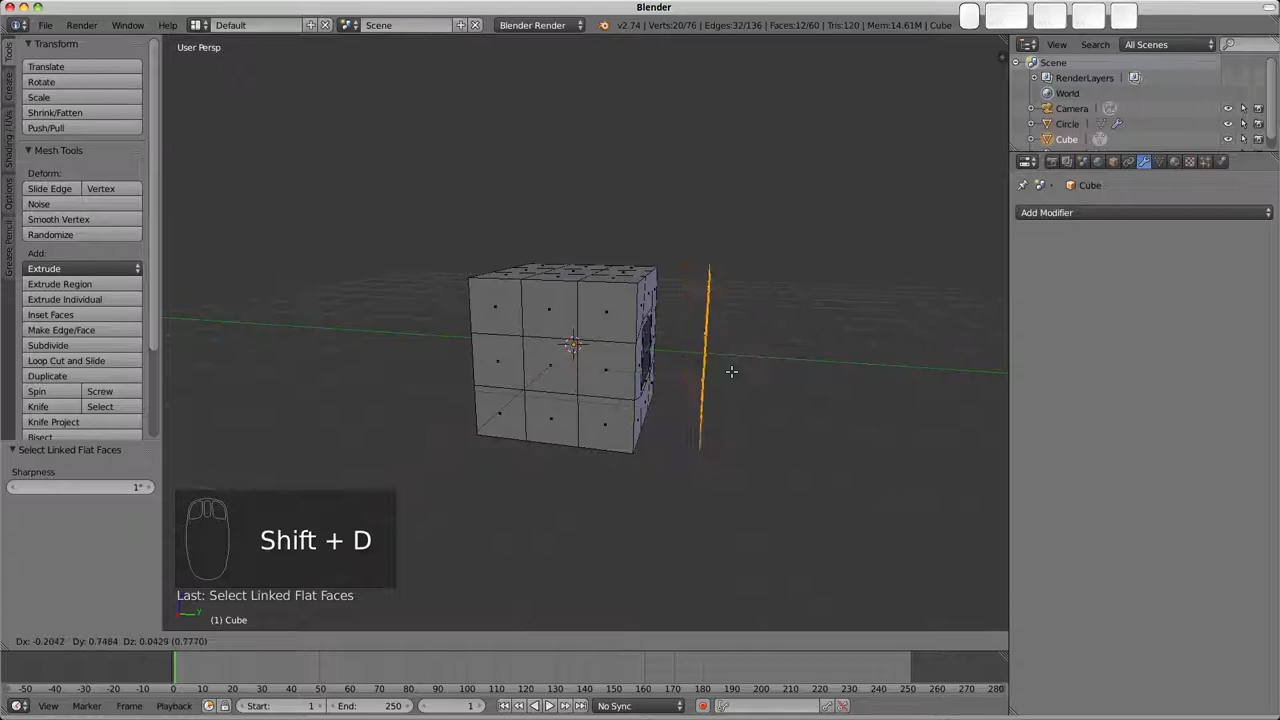 Blender
File Window Render Help Default Scene Blender Render v2.74 | Verts:20/76 | Edges:32/136 | Faces:12/60 | Tris:120 | Mem:14.61M | Cube
Transform
Translate
Rotate
Scale
Shrink/Fatten
Push/Pull
Mesh Tools
Deform:
Slide Edge Vertex
Noise
Smooth Vertex
Randomize
Add:
Extrude
Extrude Region
Extrude Individual
Inset Faces
Make Edge/Face
Subdivide
Loop Cut and Slide
Duplicate
Spin Screw
Knife Select
Knife Project
Bisect
Tools
Create
Shading / UVs
Options
Grease Pencil
Select Linked Flat Faces
Sharpness
1°
User Persp
Shift + D
Last: Select Linked Flat Faces
y
(1) Cube
Dx: -0.2042 Dy: 0.7484 Dz: 0.0429 (0.7770)
View Search All Scenes
Scene
RenderLayers
World
Camera
Circle
Cube
Cube
Add Modifier
-50 -40 -30 -20 -10 0 10 20 30 40 50 60 70 80 90 100 110 120 130 140 150 160 170 180 190 200 210 220 230 240 250 260 270 280
View Marker Frame Playback Start: 1 End: 250 1 No Sync